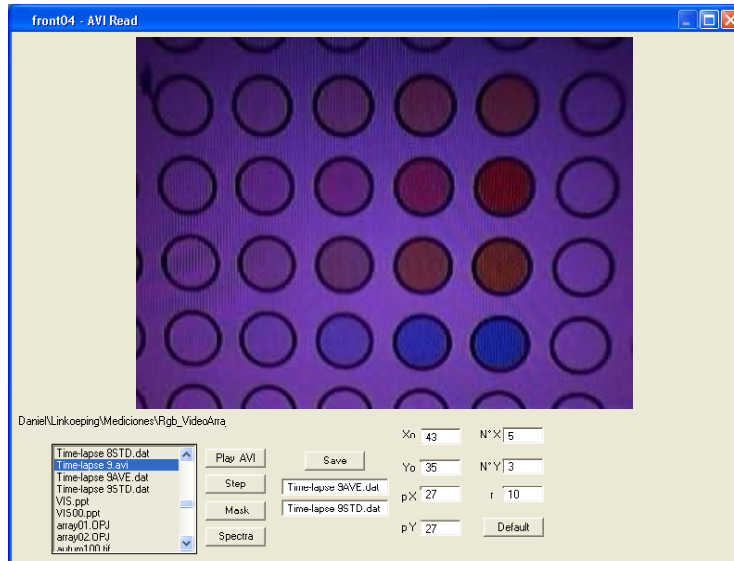 front04 - AVI Read
Daniel\Linkoeping\Mediciones\Rgb_VideoArra
Time-lapse 8STD.dat
Time-lapse 9.avi
Time-lapse 9AVE.dat
Time-lapse 9STD.dat
VIS.ppt
VIS00.ppt
array01.OPJ
array02.OPJ
autum100.tif
Play AVI
Step
Mask
Spectra
Save
Time-lapse 9AVE.dat
Time-lapse 9STD.dat
Xo 43
Yo 35
pX 27
pY 27
N°X 5
N°Y 3
r 10
Default